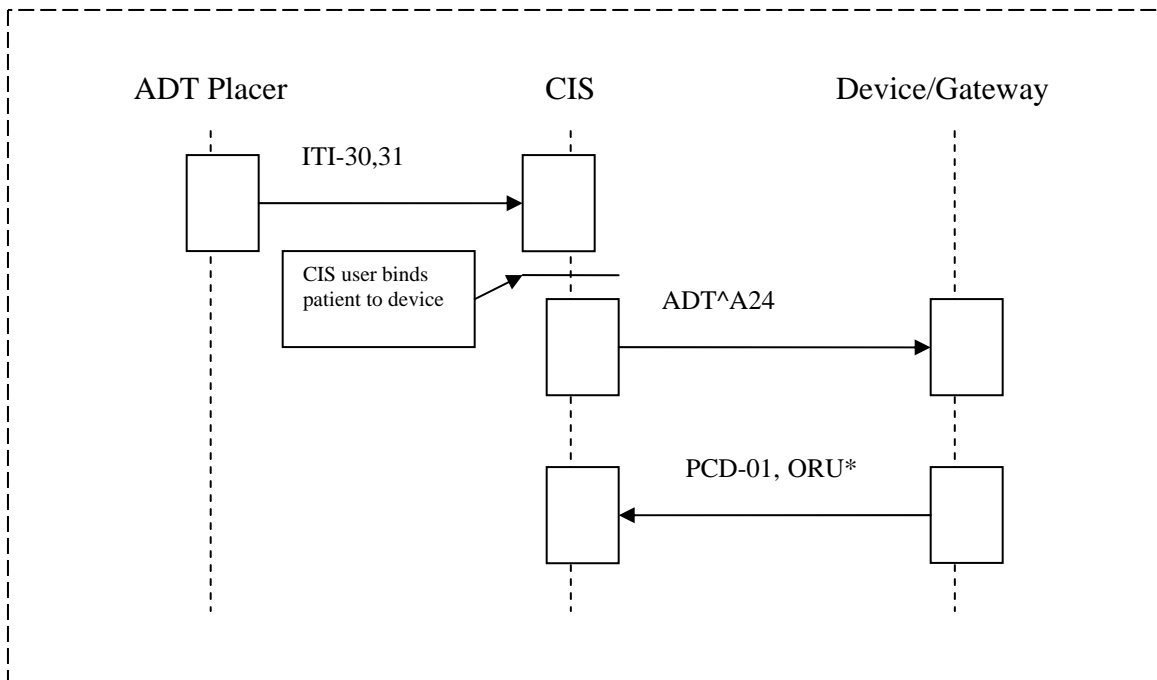 ADT Placer
CIS
Device/Gateway
ITI-30,31
CIS user binds
patient to device
ADT^A24
PCD-01, ORU*